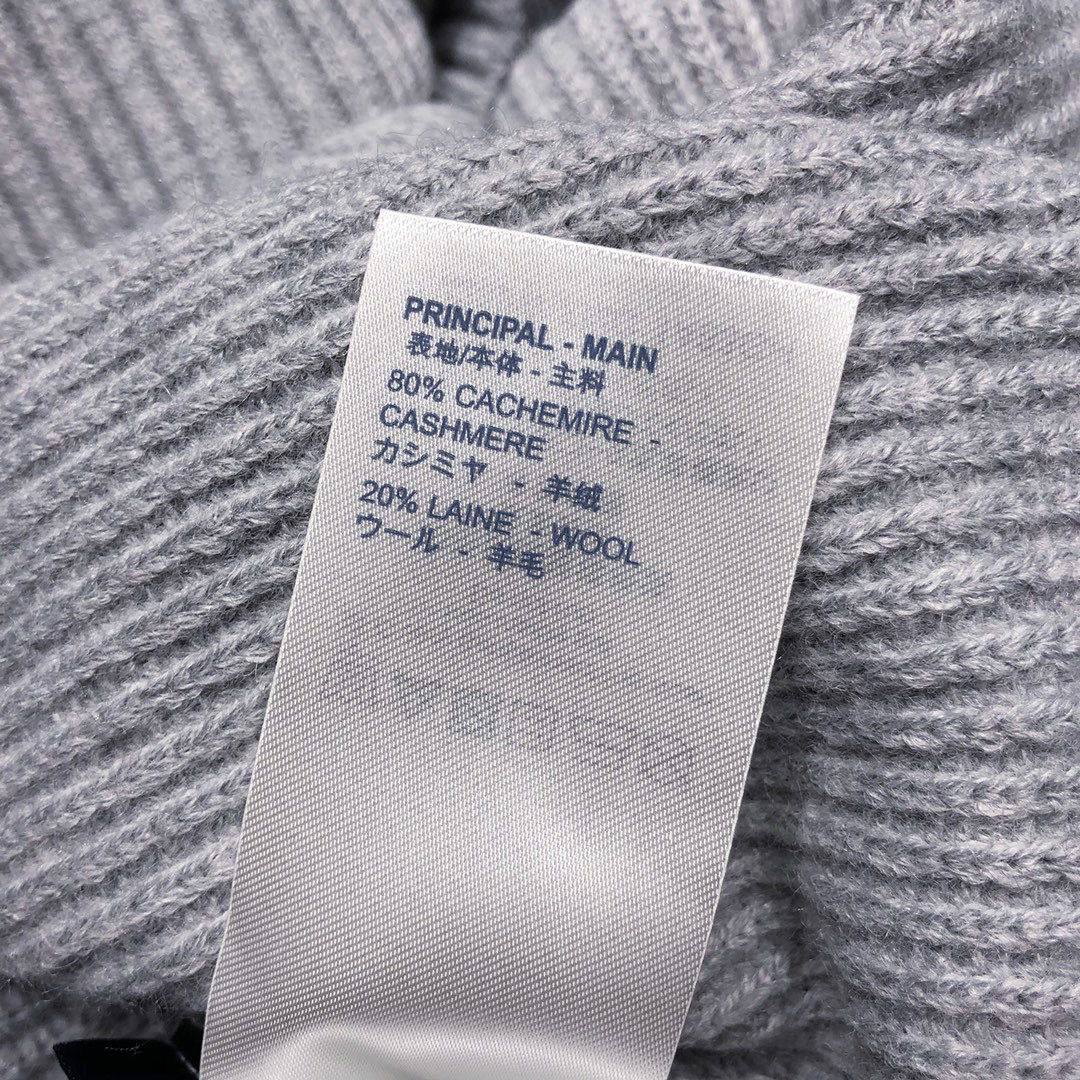 PRINCIPAL - MAIN
表地/本体 - 主料
80% CACHEMIRE -
CASHMERE
カシミヤ - 羊绒
20% LAINE - WOOL
ウール - 羊毛